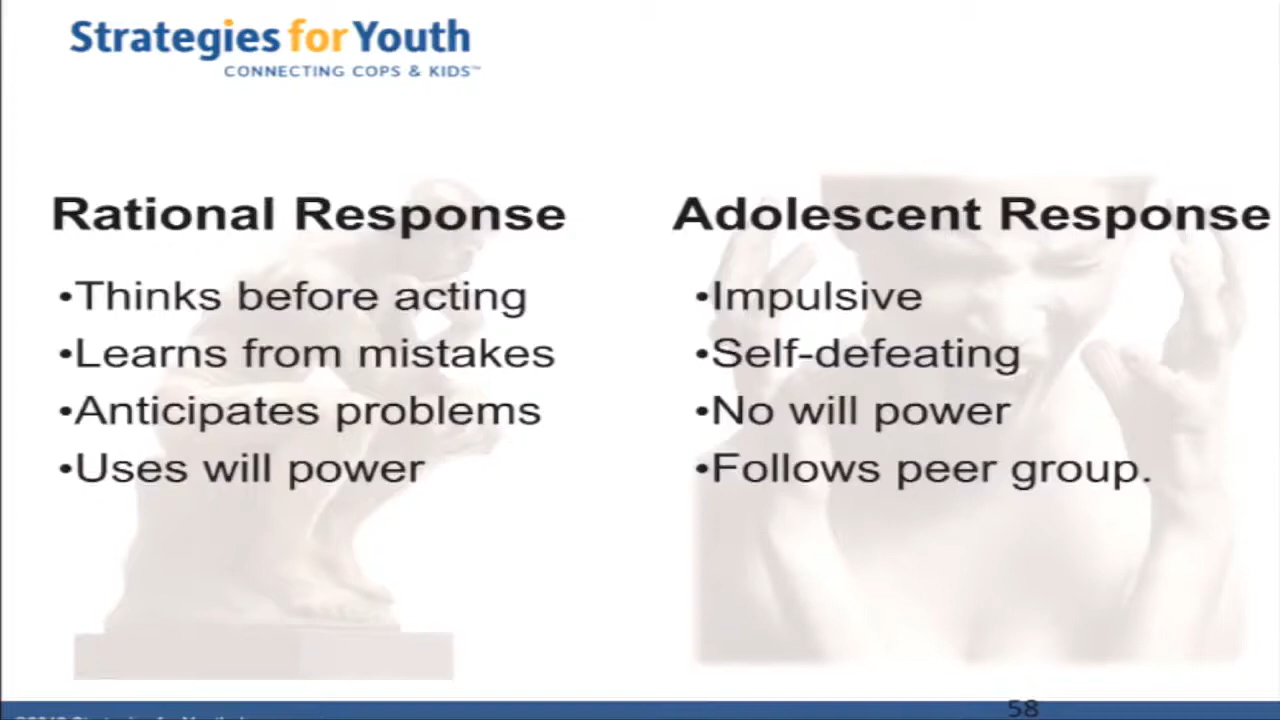 Strategies for Youth
CONNECTING COPS & KIDS™
Rational Response
•Thinks before acting
•Learns from mistakes
•Anticipates problems
•Uses will power
Adolescent Response
•Impulsive
•Self-defeating
•No will power
•Follows peer group.
58